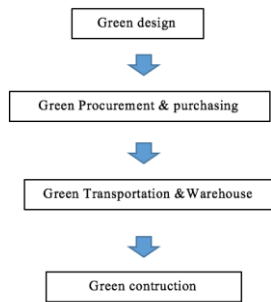 Green design
Green Procurement & purchasing
Green Transportation &Warehouse
Green contruction